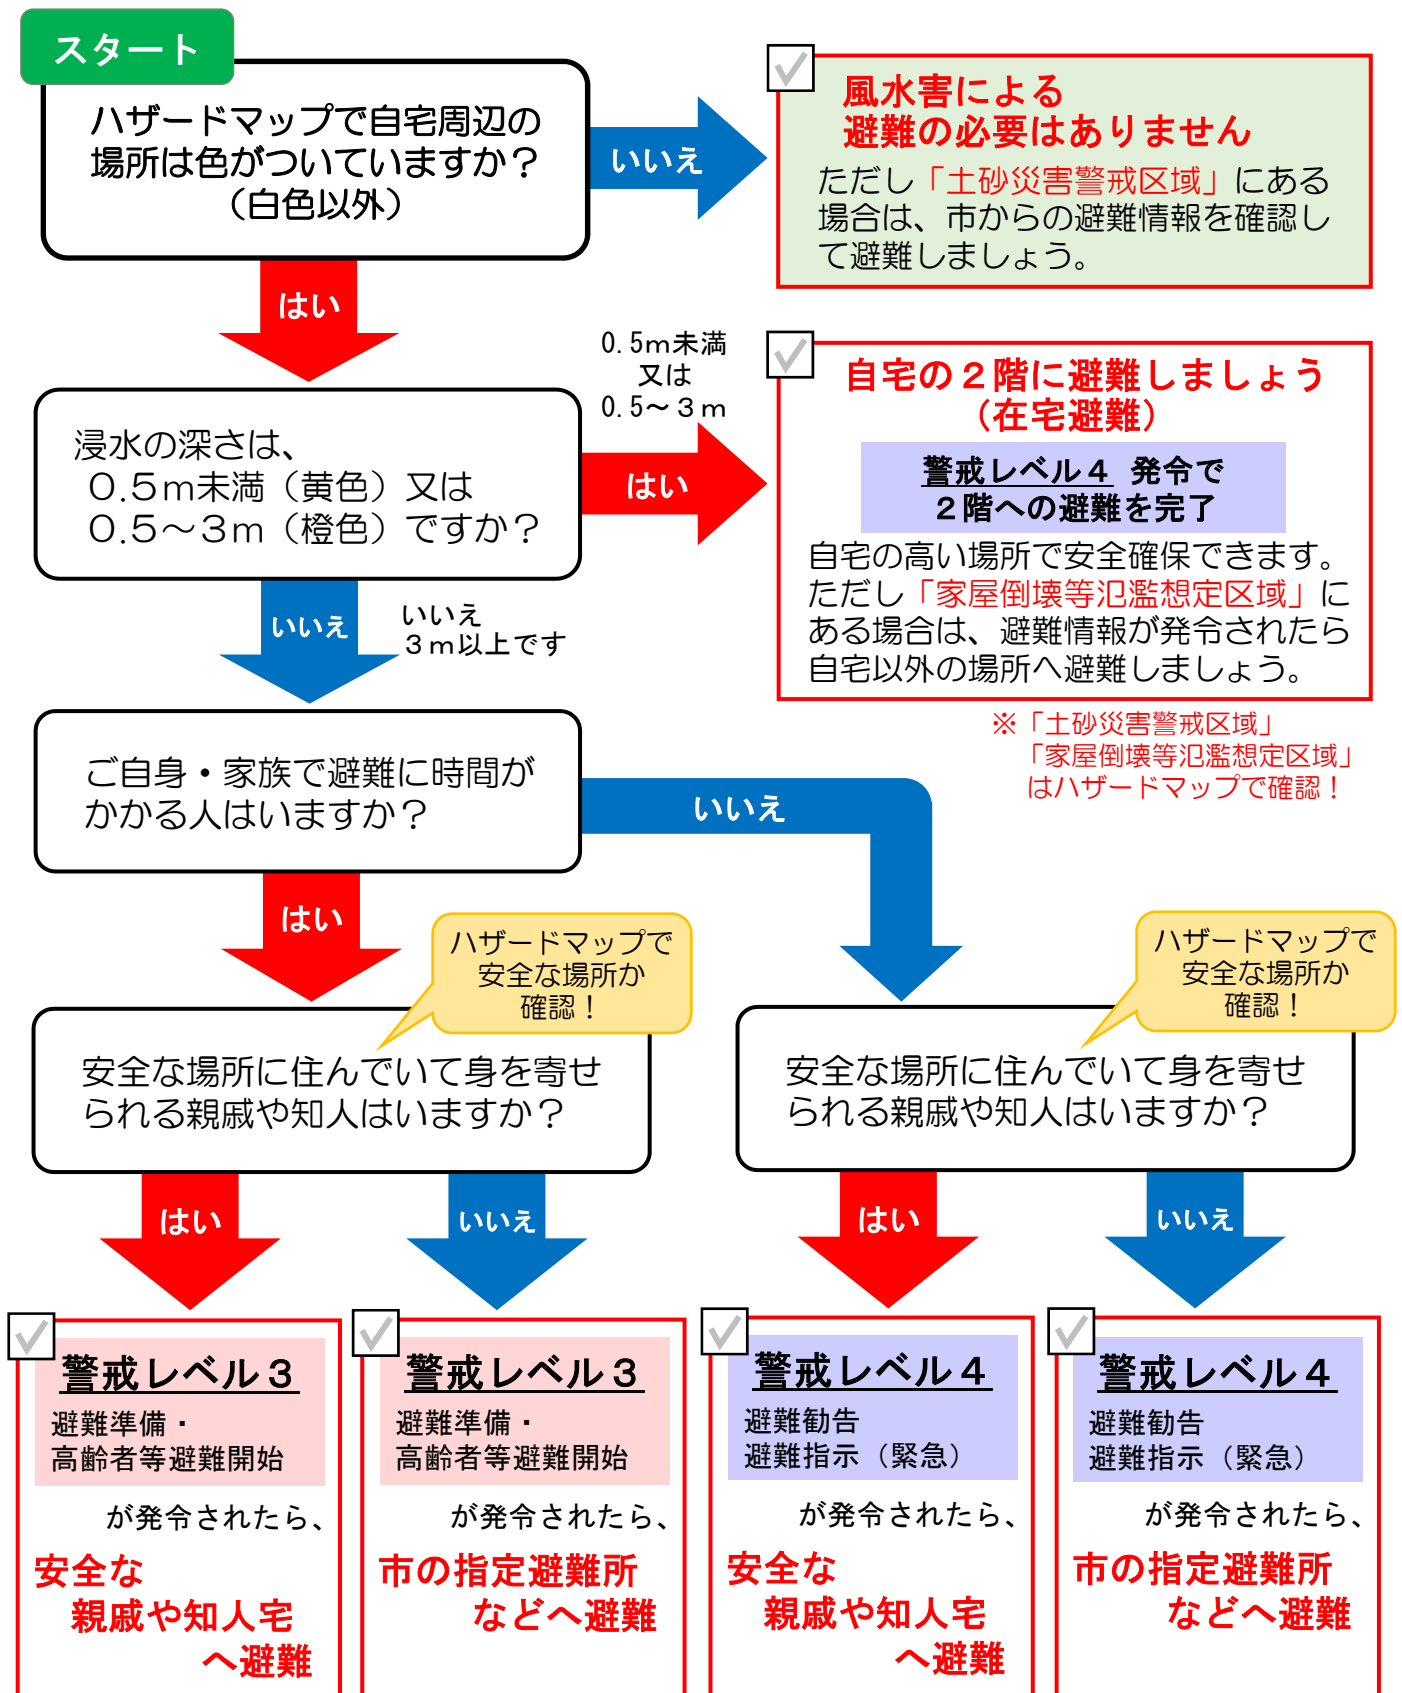 スタート
ハザードマップで自宅周辺の
場所は色がついていますか？
（白色以外）
いいえ
風水害による
避難の必要はありません
ただし「土砂災害警戒区域」にある
場合は、市からの避難情報を確認し
て避難しましょう。
はい
浸水の深さは、
０.５ｍ未満（黄色）又は
０.５～３ｍ（橙色）ですか？
0.5ｍ未満
又は
0.5～３ｍ
はい
自宅の２階に避難しましょう
（在宅避難）
警戒レベル４ 発令で
２階への避難を完了
自宅の高い場所で安全確保できます。
ただし「家屋倒壊等氾濫想定区域」に
ある場合は、避難情報が発令されたら
自宅以外の場所へ避難しましょう。
※「土砂災害警戒区域」
「家屋倒壊等氾濫想定区域」
はハザードマップで確認！
いいえ
いいえ
３ｍ以上です
ご自身・家族で避難に時間が
かかる人はいますか？
いいえ
はい
ハザードマップで
安全な場所か
確認！
安全な場所に住んでいて身を寄せ
られる親戚や知人はいますか？
ハザードマップで
安全な場所か
確認！
安全な場所に住んでいて身を寄せ
られる親戚や知人はいますか？
はい
いいえ
はい
いいえ
警戒レベル３
避難準備・
高齢者等避難開始
が発令されたら、
安全な
親戚や知人宅
へ避難
警戒レベル３
避難準備・
高齢者等避難開始
が発令されたら、
市の指定避難所
などへ避難
警戒レベル４
避難勧告
避難指示（緊急）
が発令されたら、
安全な
親戚や知人宅
へ避難
警戒レベル４
避難勧告
避難指示（緊急）
が発令されたら、
市の指定避難所
などへ避難